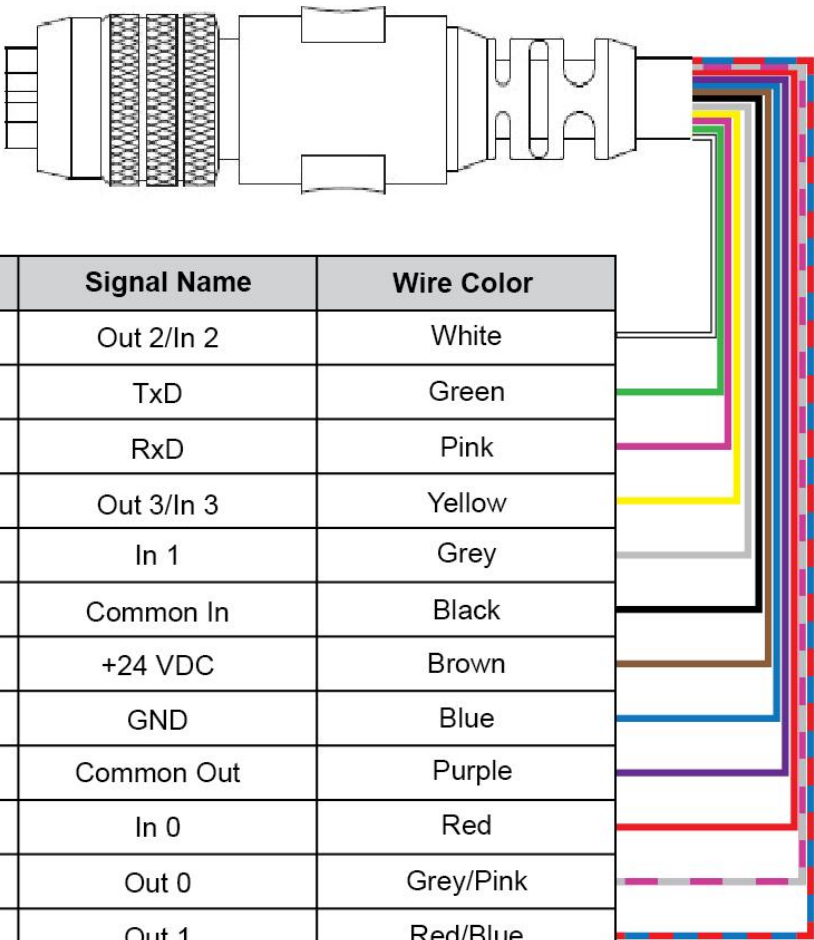 Signal Name Wire Color
Out 2/In 2 White
TxD Green
RxD Pink
Out 3/In 3 Yellow
In 1 Grey
Common In Black
+24 VDC Brown
GND Blue
Common Out Purple
In 0 Red
Out 0 Grey/Pink
Out 1 Red/Blue